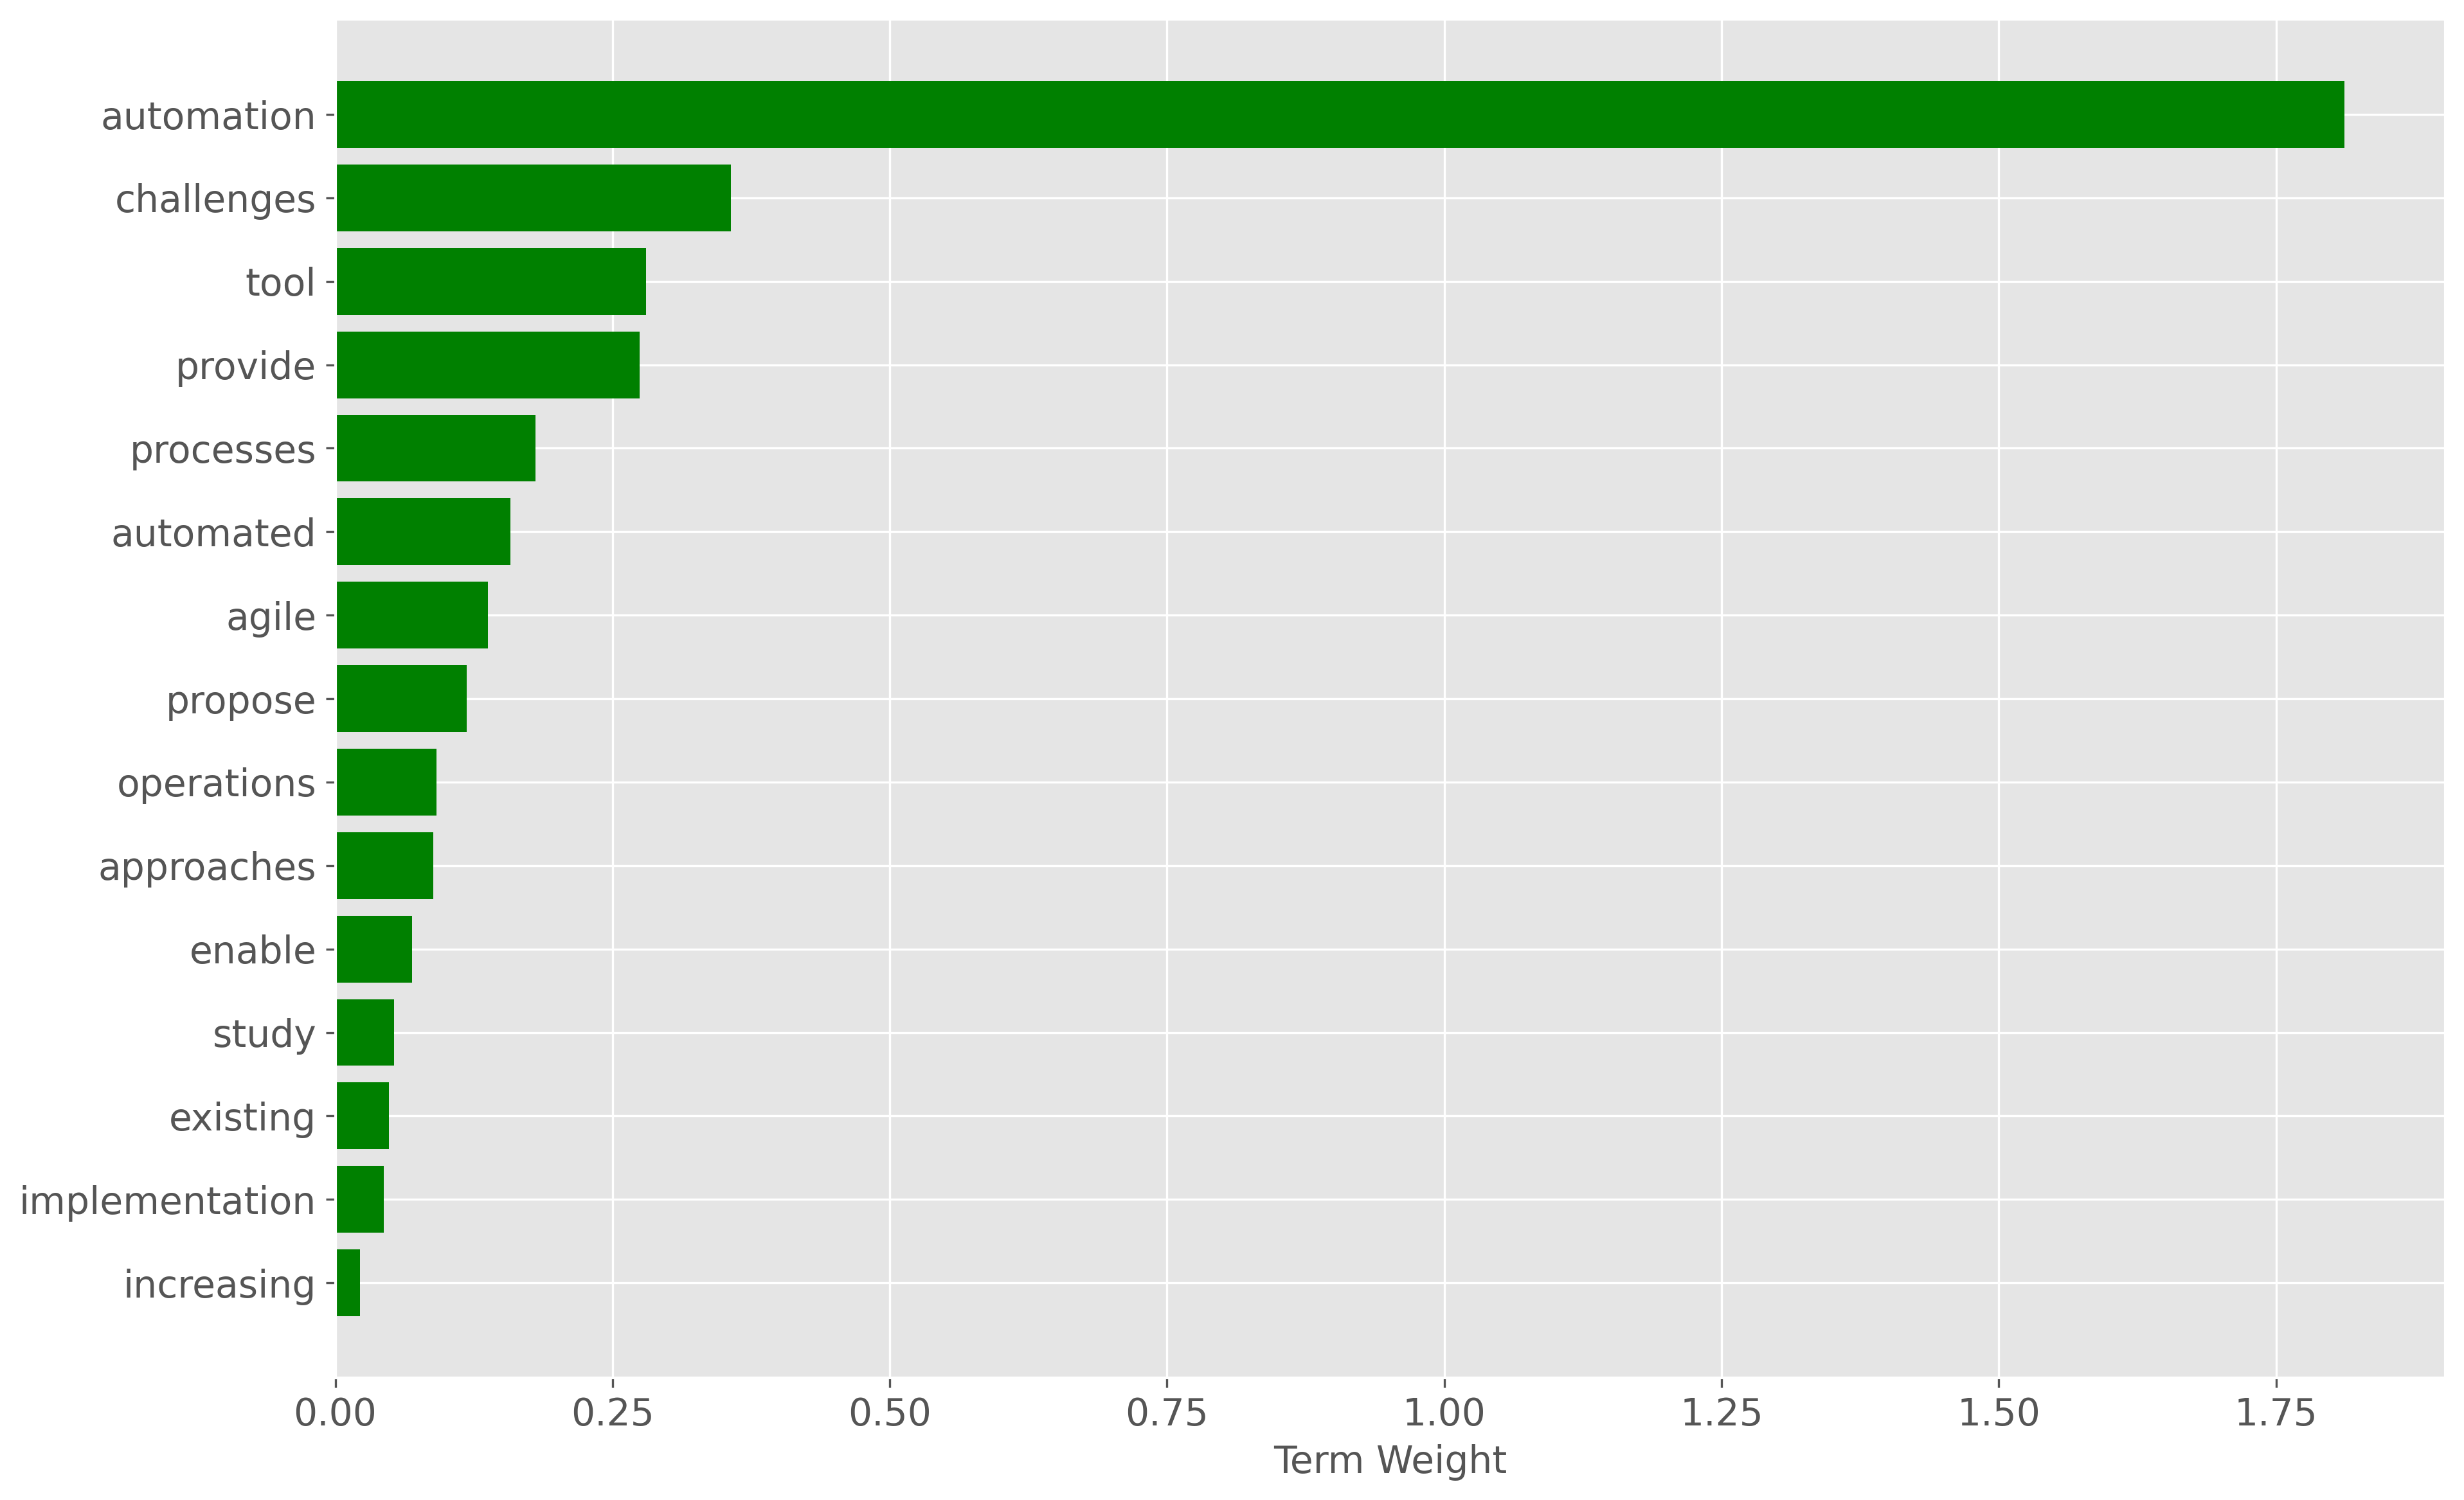 automation
challenges
tool
provide
processes
automated
agile
propose
operations
approaches
enable
study
existing
implementation
increasing
0.00 0.25 0.50 0.75 1.00 1.25 1.50 1.75
Term Weight